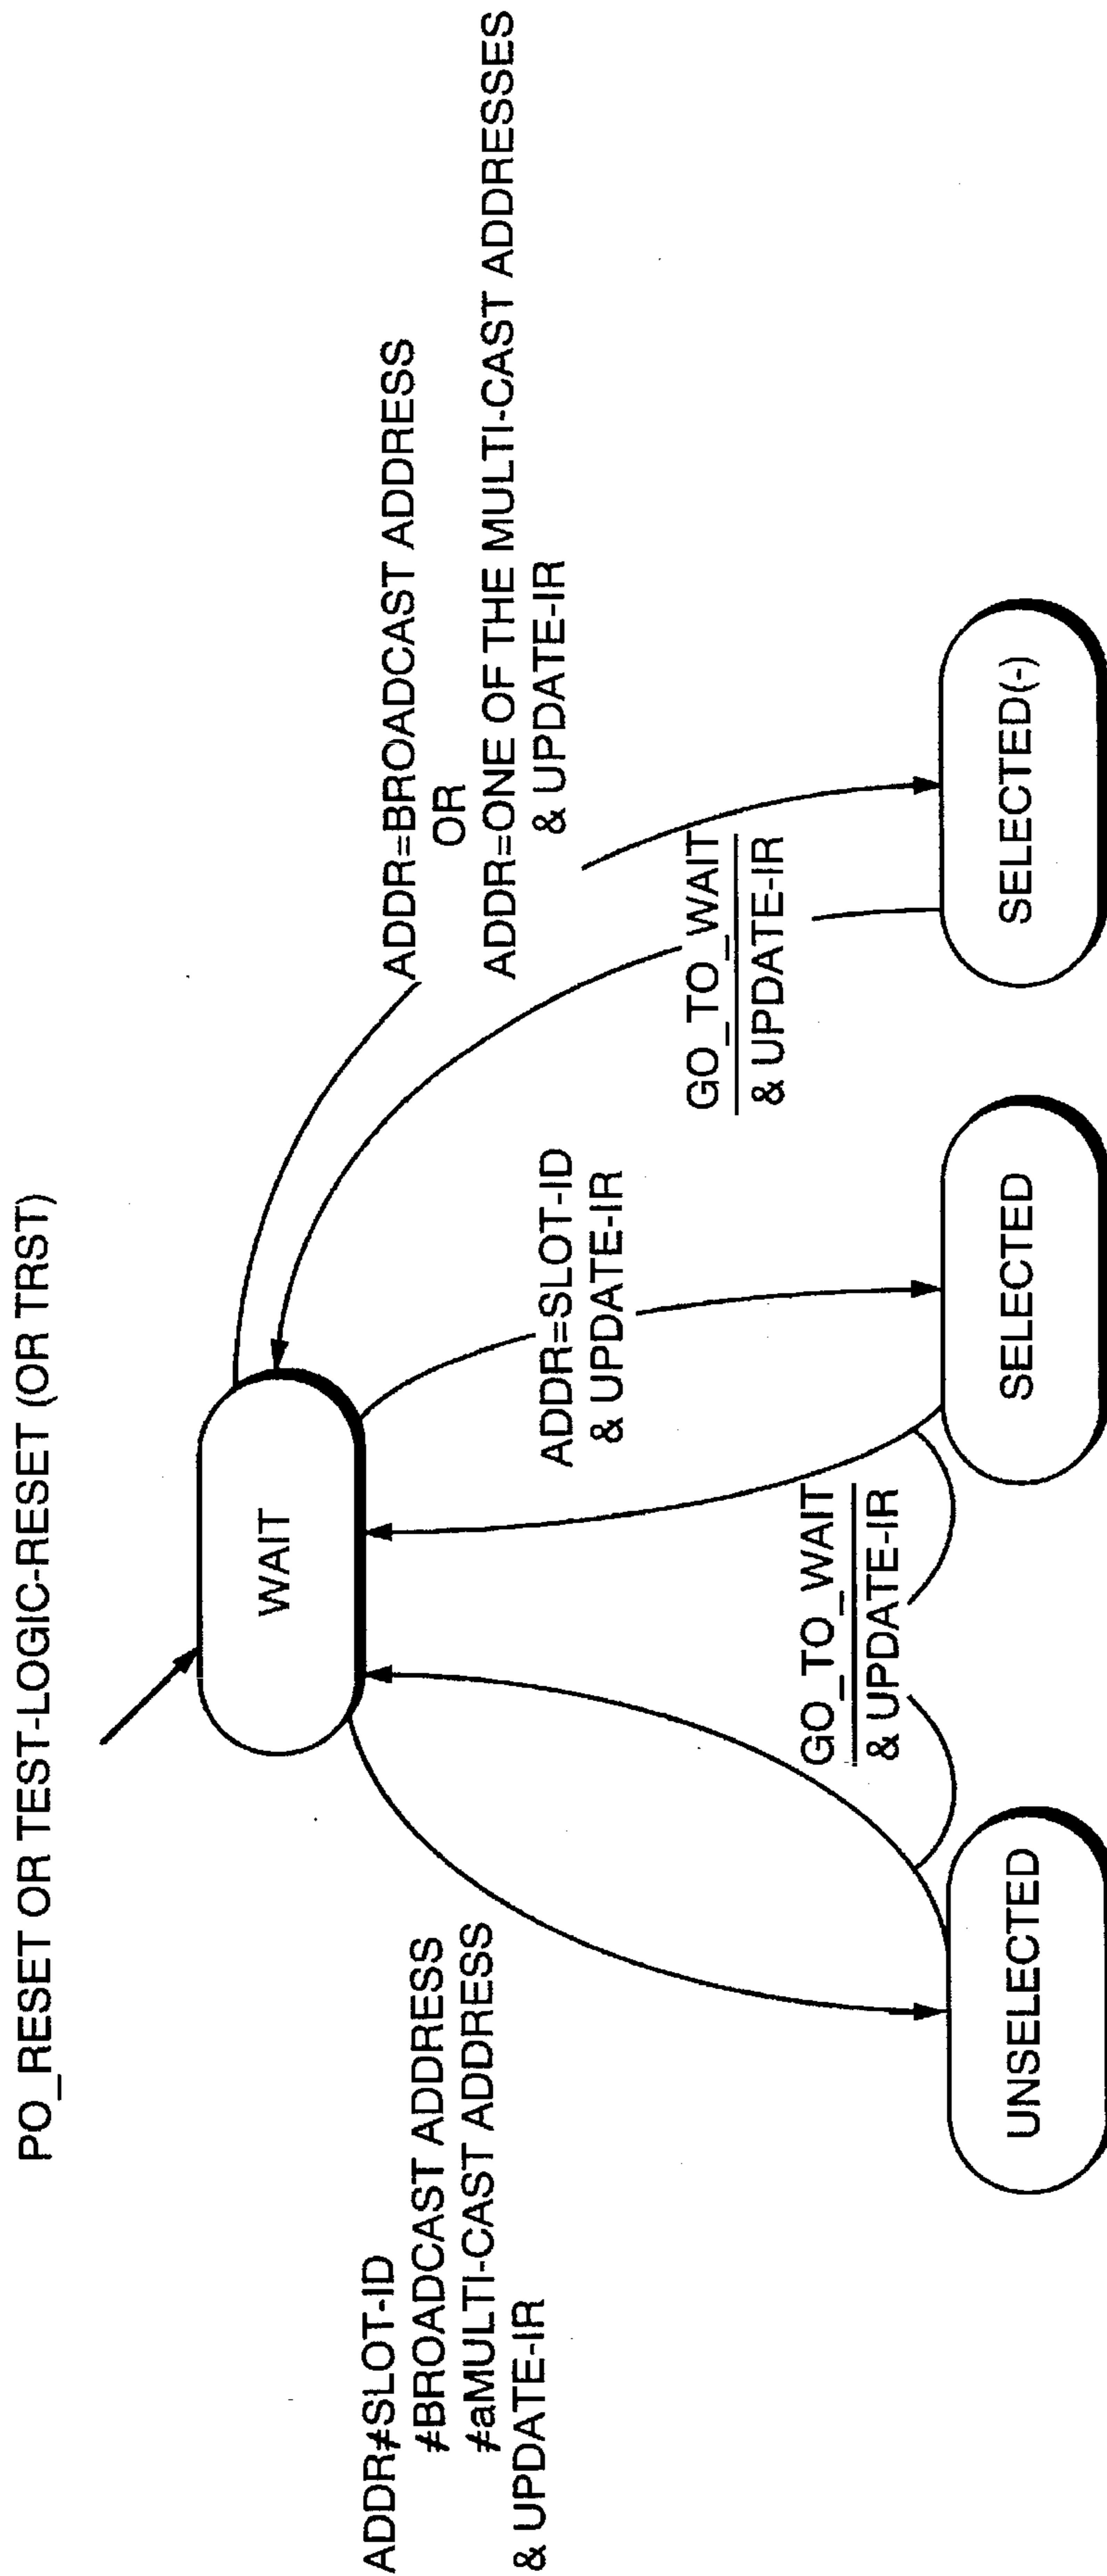 PO_RESET OR TEST-LOGIC-RESET (OR TRST)
WAIT
ADDR≠SLOT-ID
≠BROADCAST ADDRESS
≠aMULTI-CAST ADDRESS
& UPDATE-IR
ADDR=BROADCAST ADDRESS
OR
ADDR=ONE OF THE MULTI-CAST ADDRESSES
& UPDATE-IR
ADDR=SLOT-ID
& UPDATE-IR
GO_TO_WAIT
& UPDATE-IR
GO_TO_WAIT
& UPDATE-IR
UNSELECTED
SELECTED
SELECTED(-)